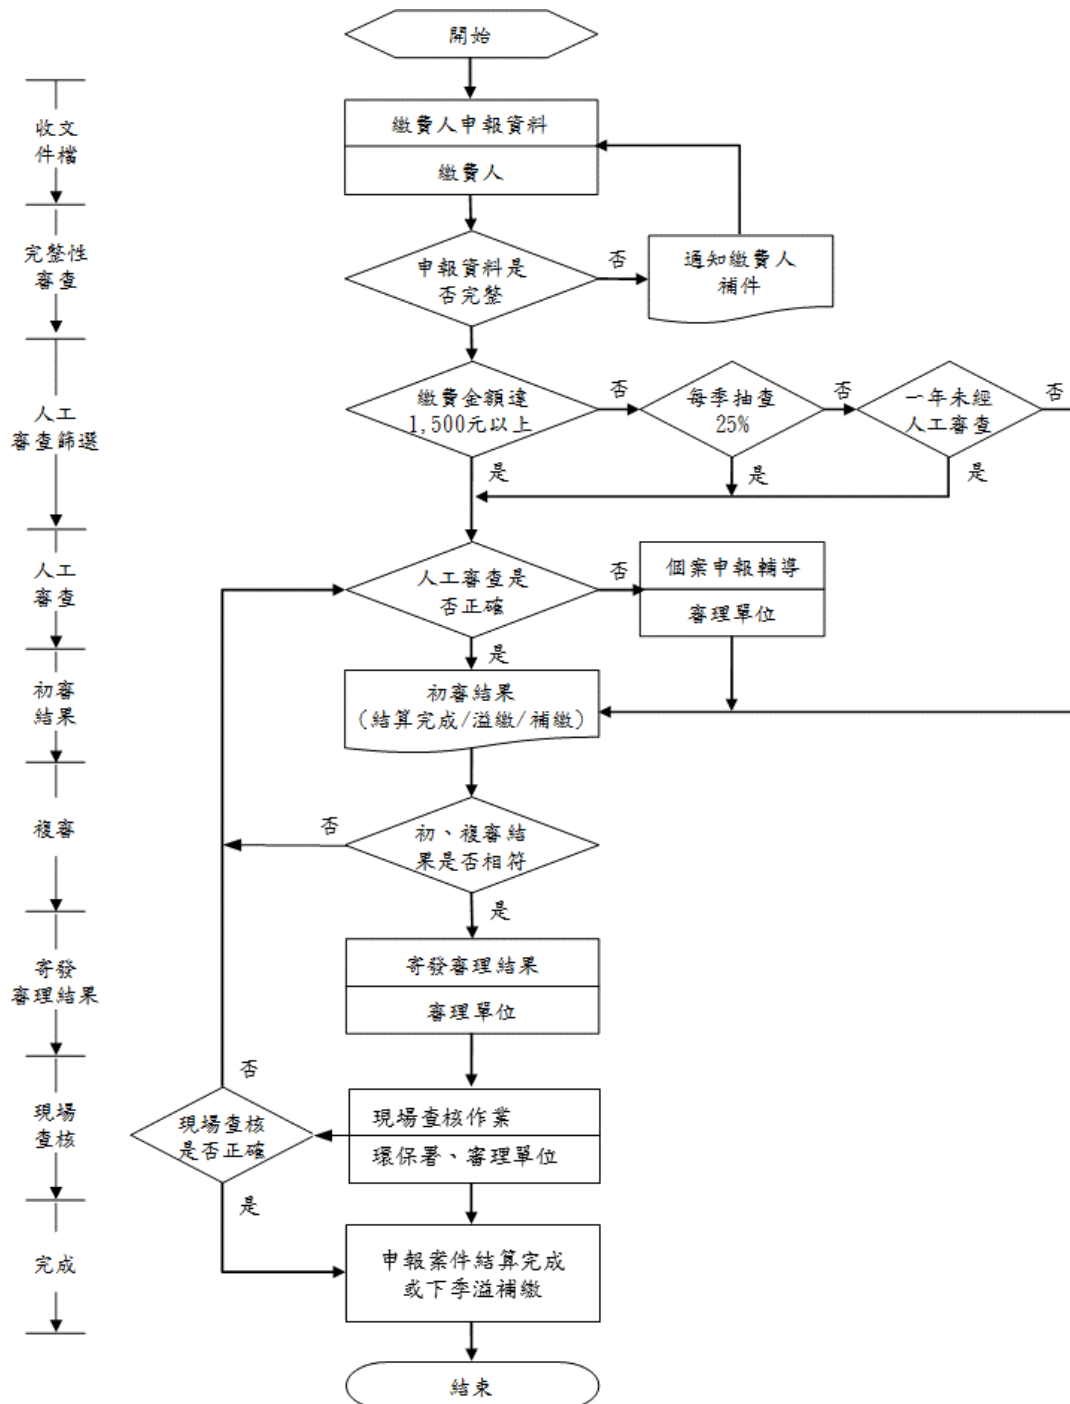 開始
收文
件檔
繳費人申報資料
繳費人
完整性
審查
申報資料是
否完整
否
通知繳費人
補件
人工
審查篩選
繳費金額達
1,500元以上
否
每季抽查
25%
否
一年未經
人工審查
否
是
是
是
人工
審查
人工審查是
否正確
否
個案申報輔導
審理單位
是
初審
結果
初審結果
（結算完成/溢繳/補繳）
複審
否
初、複審結
果是否相符
是
寄發
審理結果
寄發審理結果
審理單位
現場
查核
否
現場查核
是否正確
現場查核作業
環保署、審理單位
是
完成
申報案件結算完成
或下季溢補繳
結束